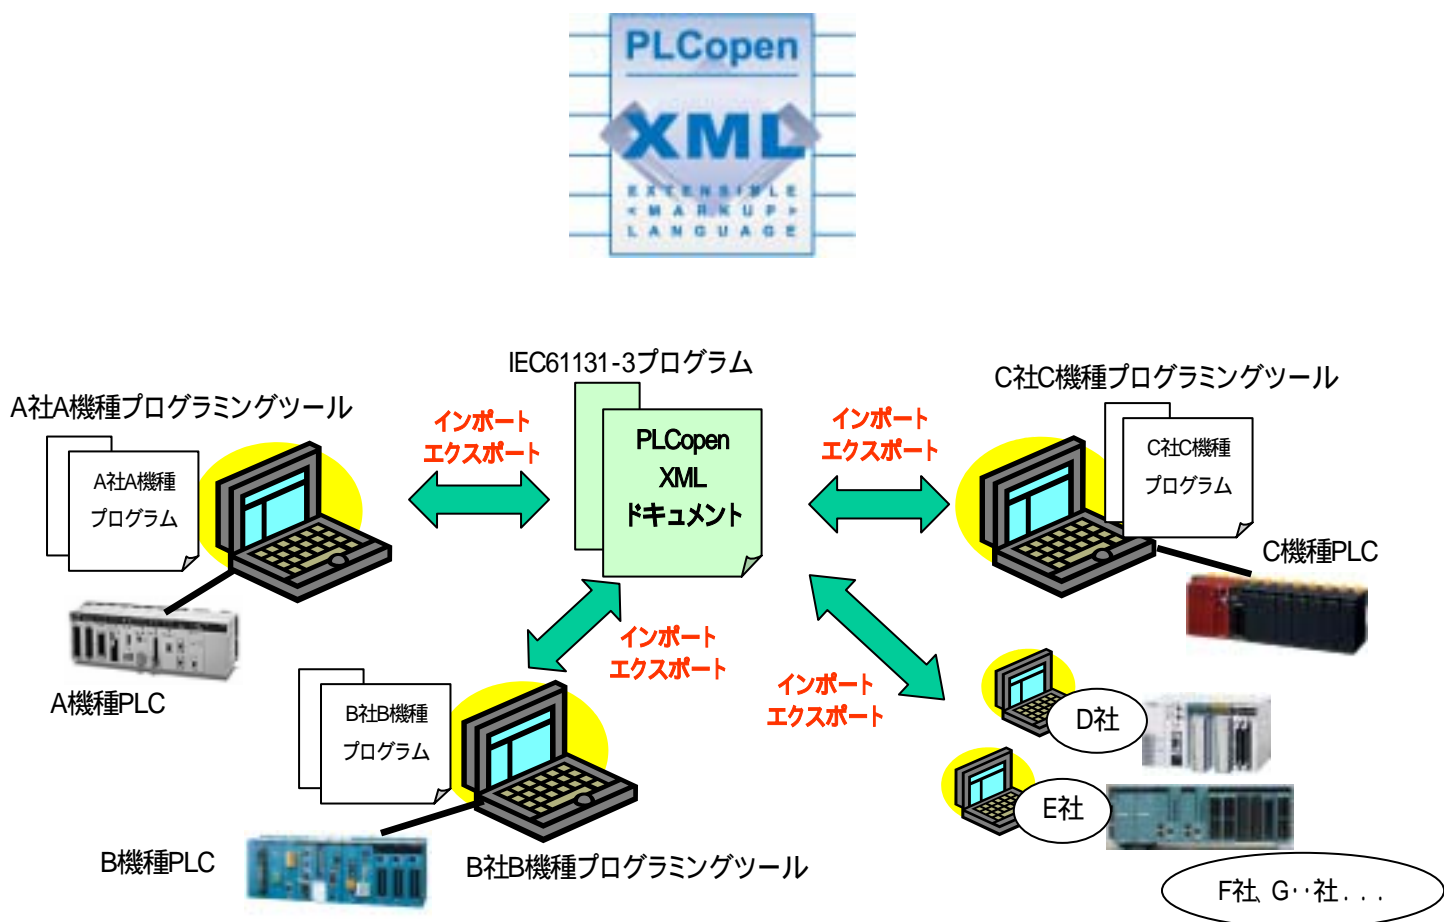 PLCopen
XML
EXTENSIBLE
<MARKUP>
LANGUAGE
IEC61131-3プログラム
A社A機種プログラミングツール
C社C機種プログラミングツール
インポート
エクスポート
インポート
エクスポート
A社A機種
プログラム
PLCopen
XML
ドキュメント
C社C機種
プログラム
C機種PLC
インポート
エクスポート
インポート
エクスポート
A機種PLC
B社B機種
プログラム
D社
E社
B機種PLC
B社B機種プログラミングツール
F社、G‥社...